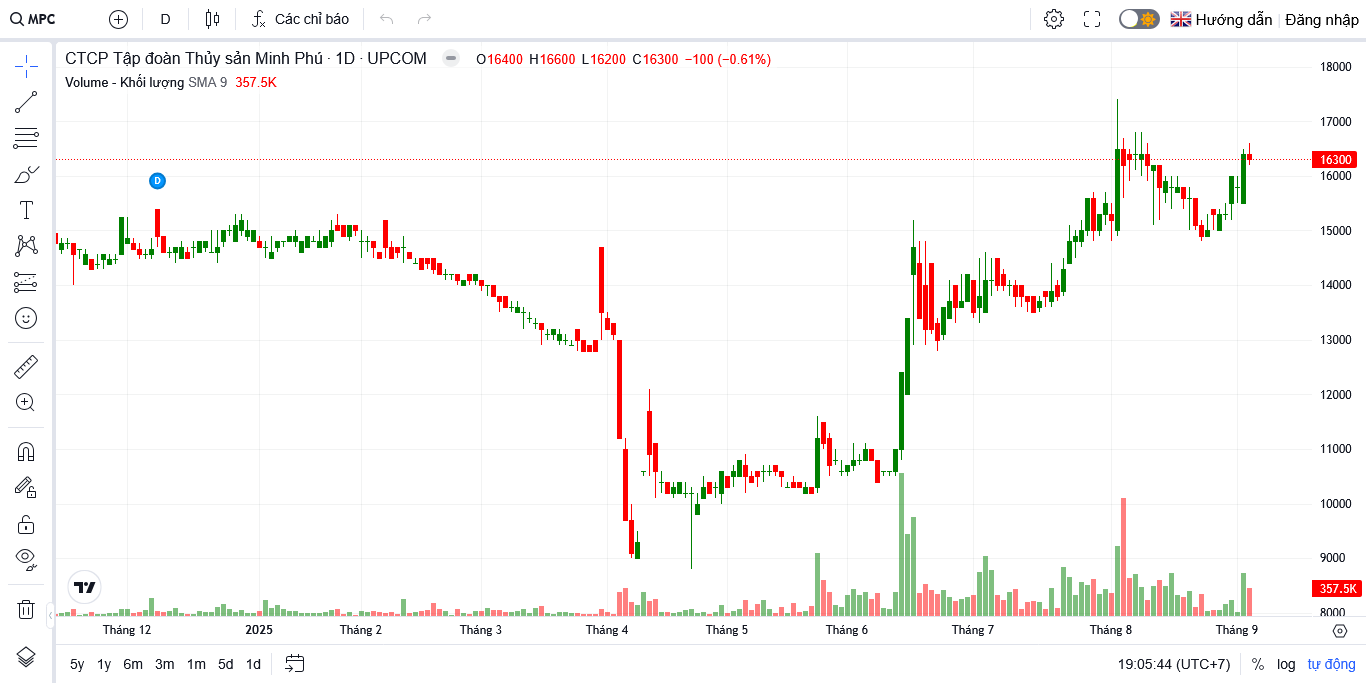 MPC D Các chỉ báo Hướng dẫn Đăng nhập
CTCP Tập đoàn Thủy sản Minh Phú · 1D · UPCOM O16400 H16600 L16200 C16300 −100 (−0.61%)
Volume - Khối lượng SMA 9 357.5K
18000
17000
16300
16000
D
15000
14000
13000
12000
11000
10000
9000
357.5K
8000
Tháng 12 2025 Tháng 2 Tháng 3 Tháng 4 Tháng 5 Tháng 6 Tháng 7 Tháng 8 Tháng 9
5y 1y 6m 3m 1m 5d 1d 19:05:44 (UTC+7) % log tự động